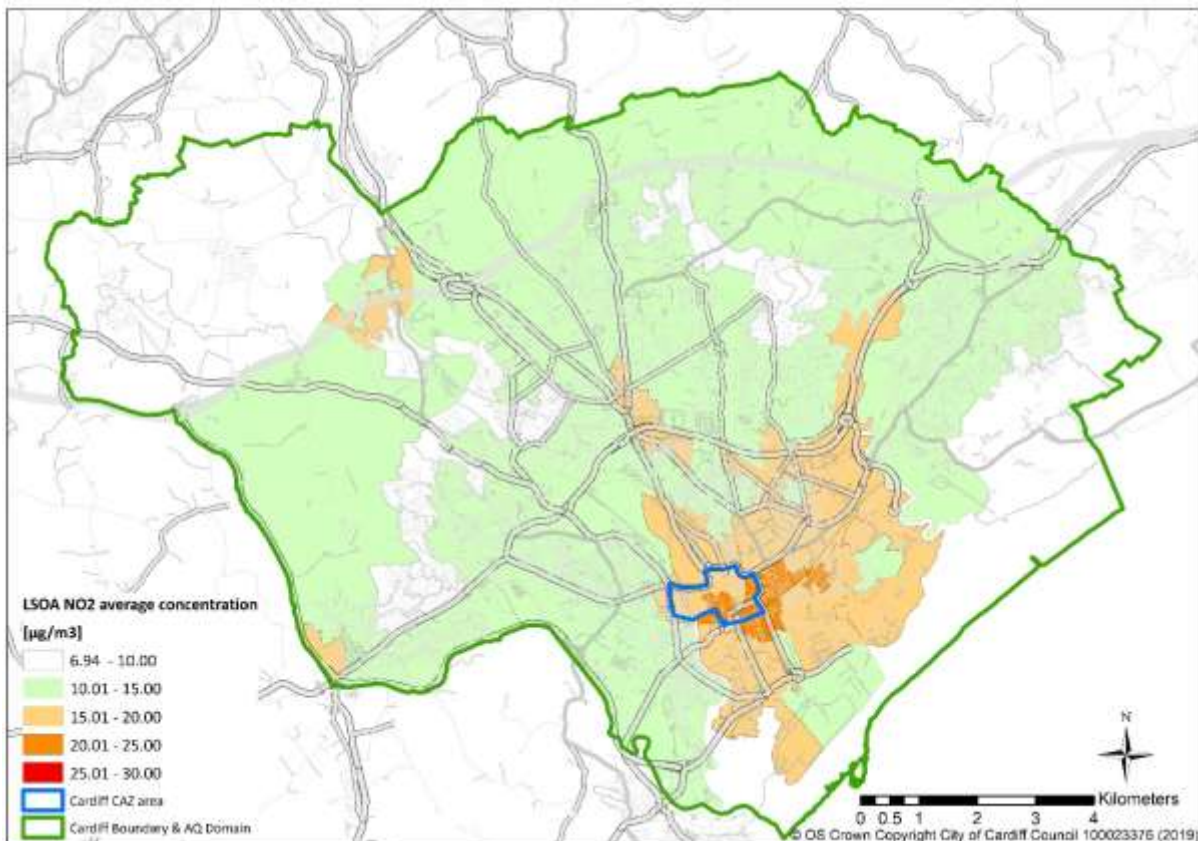 LSOA NO2 average concentration
[µg/m3]
6.94 - 10.00
10.01 - 15.00
15.01 - 20.00
20.01 - 25.00
25.01 - 30.00
Cardiff CAZ area
Cardiff Boundary & AQ Domain
N
Kilometers
0 0.5 1 2 3 4
© OS Crown Copyright City of Cardiff Council 100023376 (2019)